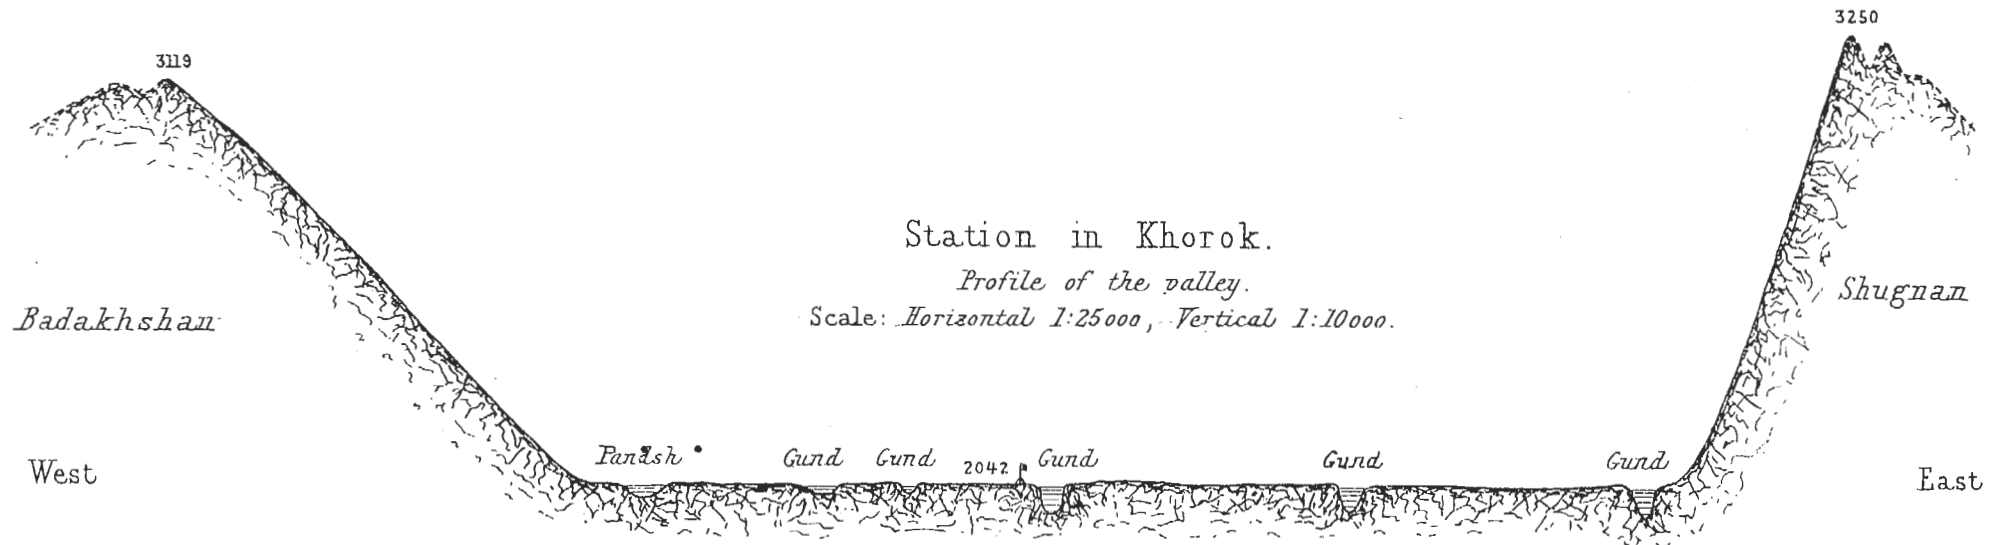 3250
3119
Station in Khorok.
Profile of the valley.
Shugnan
Badakhshan
Scale: Horizontal 1:25000, Vertical 1:10000.
Pandsh Gund Gund 2042 Gund Gund Gund
West
East